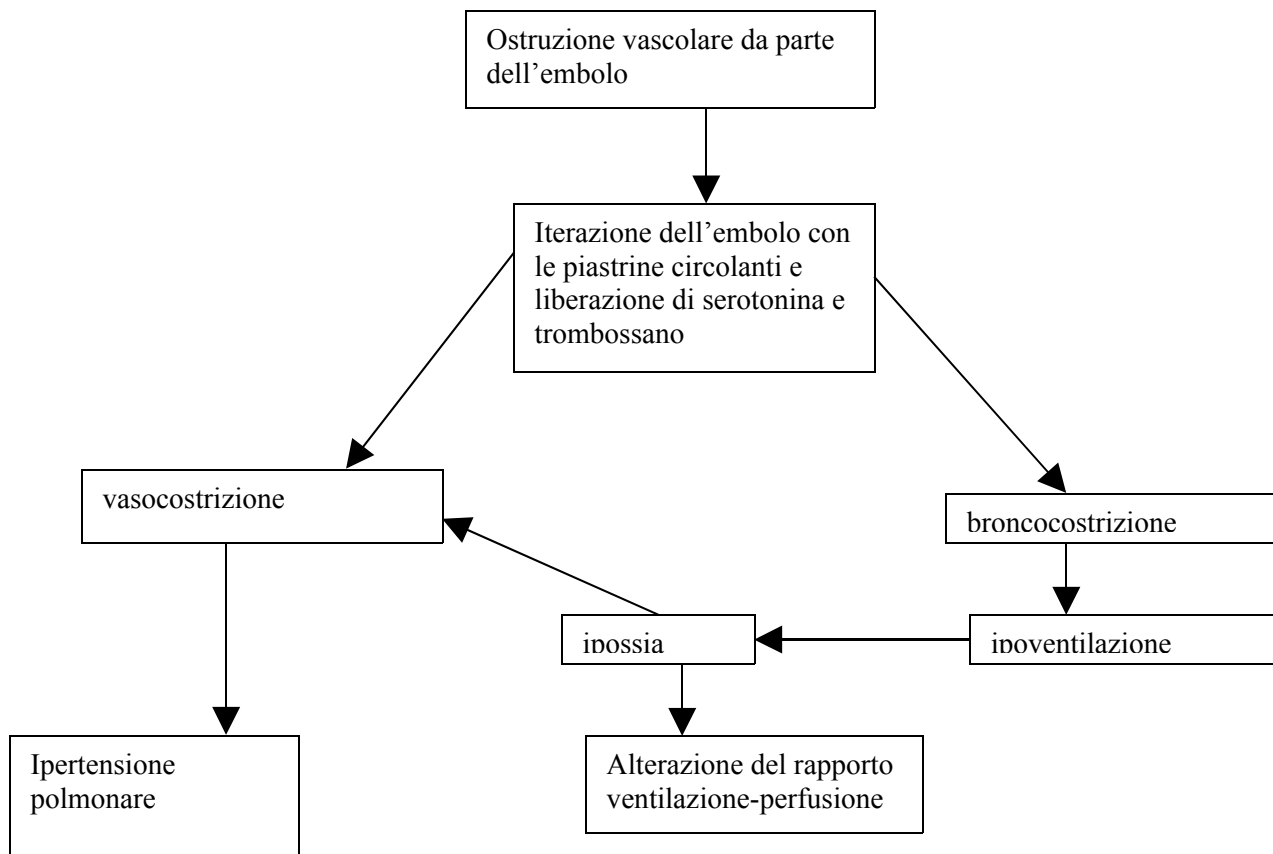 Ostruzione vascolare da parte
dell’embolo
Iterazione dell’embolo con
le piastrine circolanti e
liberazione di serotonina e
trombossano
vasocostrizione
broncocostrizione
ipossia
ipoventilazione
Ipertensione
polmonare
Alterazione del rapporto
ventilazione-perfusione